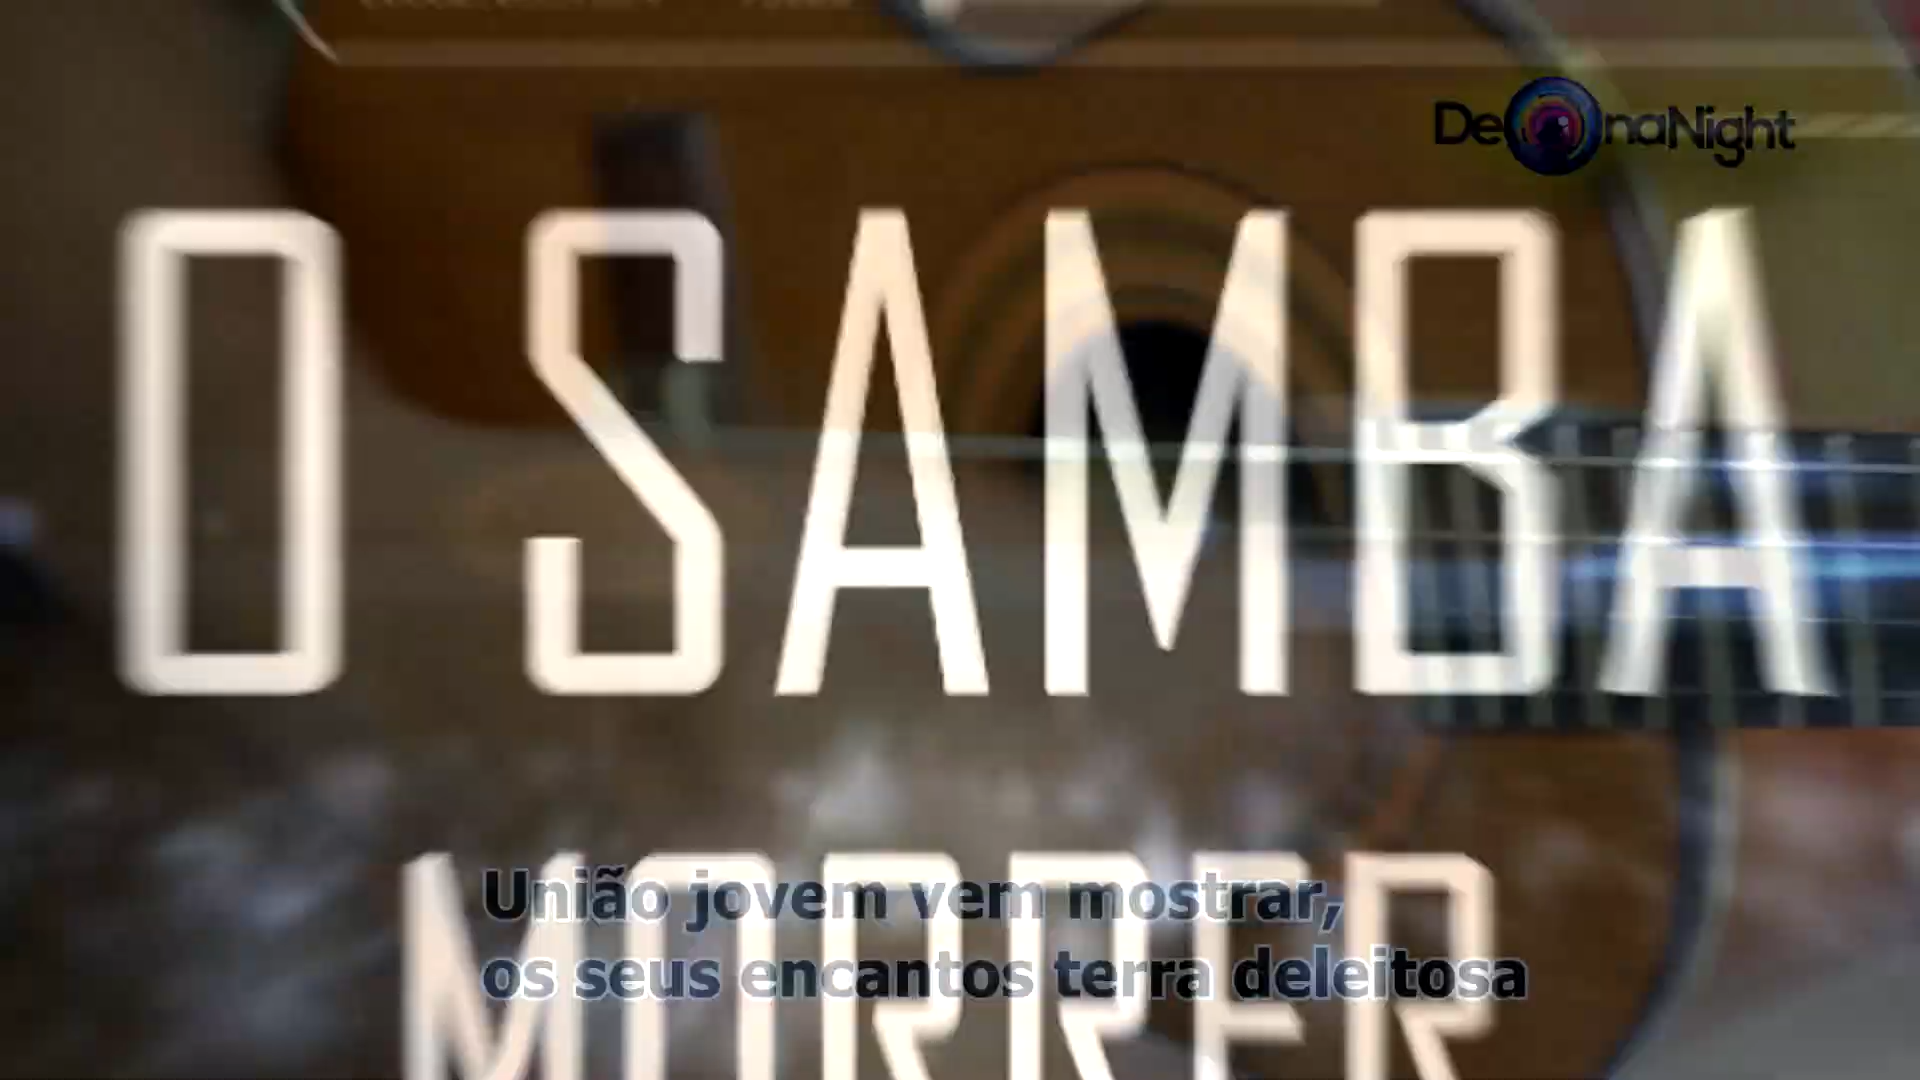 DeOnaNight
O SAMBA
MORRER
União jovem vem mostrar,
os seus encantos terra deleitosa